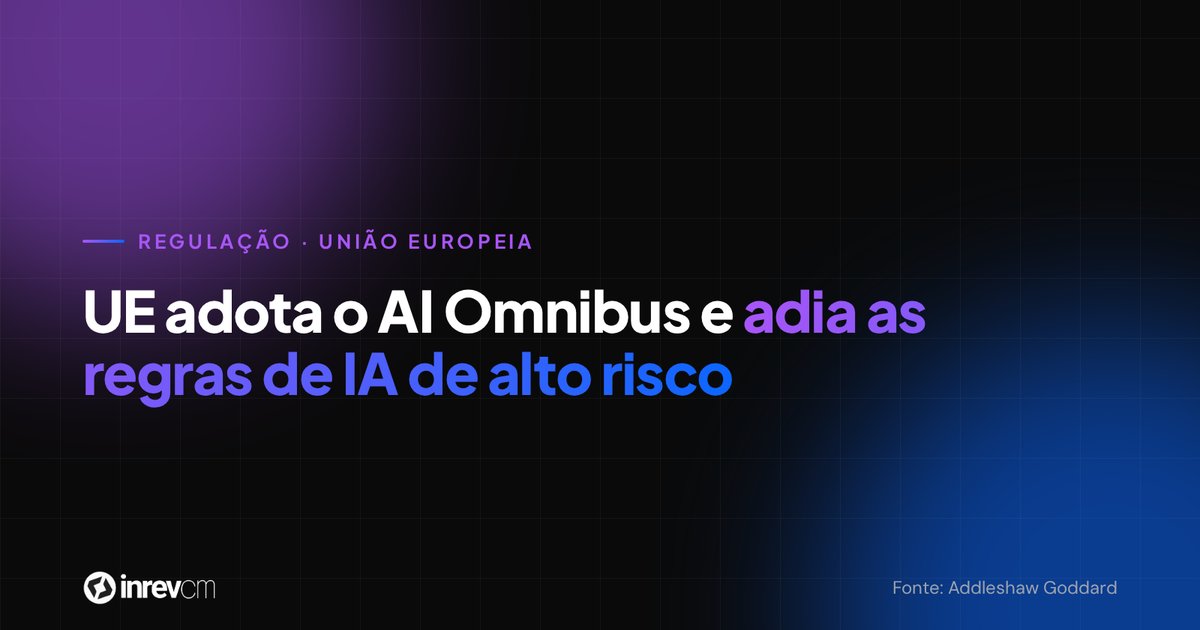 REGULAÇÃO · UNIÃO EUROPEIA
UE adota o AI Omnibus e adia as
regras de IA de alto risco
inrevcm
Fonte: Addleshaw Goddard